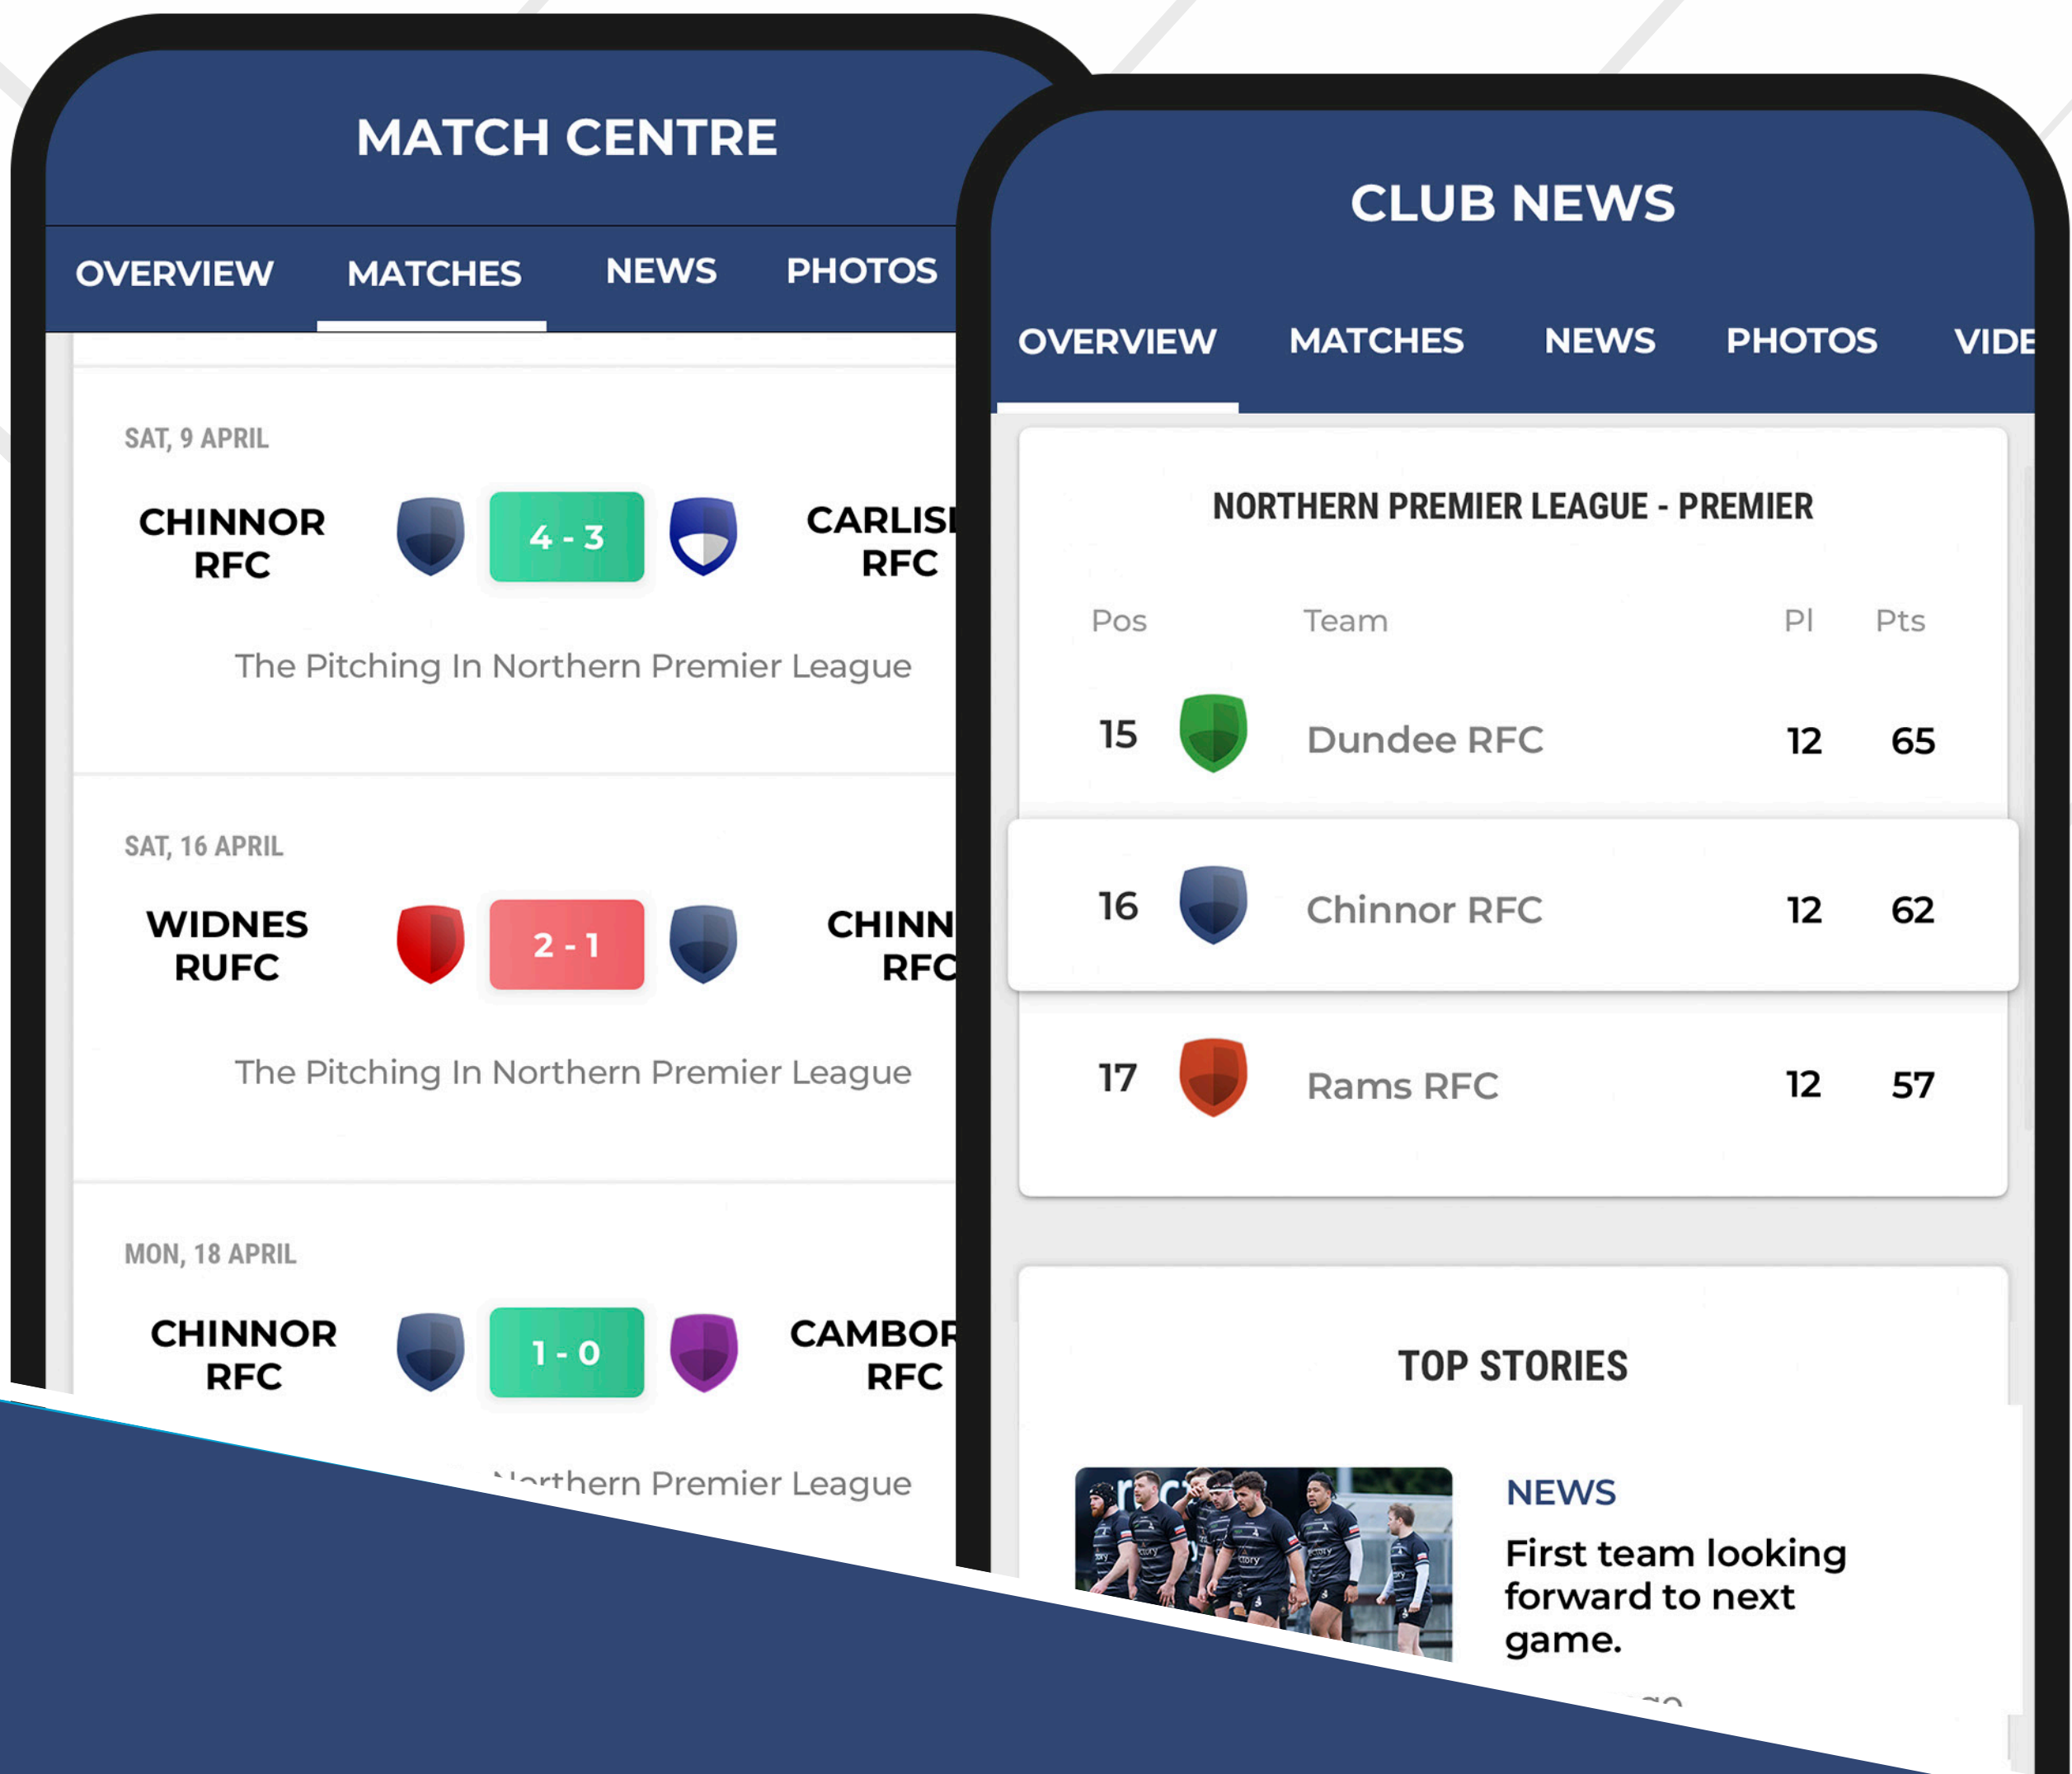 MATCH CENTRE
OVERVIEW MATCHES NEWS PHOTOS
SAT, 9 APRIL
CHINNOR RFC 4 - 3 RFC
The Pitching In Northern Premier League
SAT, 16 APRIL
WIDNES RUFC 2 - 1 RFC
The Pitching In Northern Premier League
MON, 18 APRIL
CHINNOR RFC 1 - 0 RFC
Northern Premier League
CLUB NEWS
OVERVIEW MATCHES NEWS PHOTOS
NORTHERN PREMIER LEAGUE - PREMIER
Pos Team Pl Pts
15 Dundee RFC 12 65
16 Chinnor RFC 12 62
17 Rams RFC 12 57
TOP STORIES
NEWS
First team looking
forward to next
game.